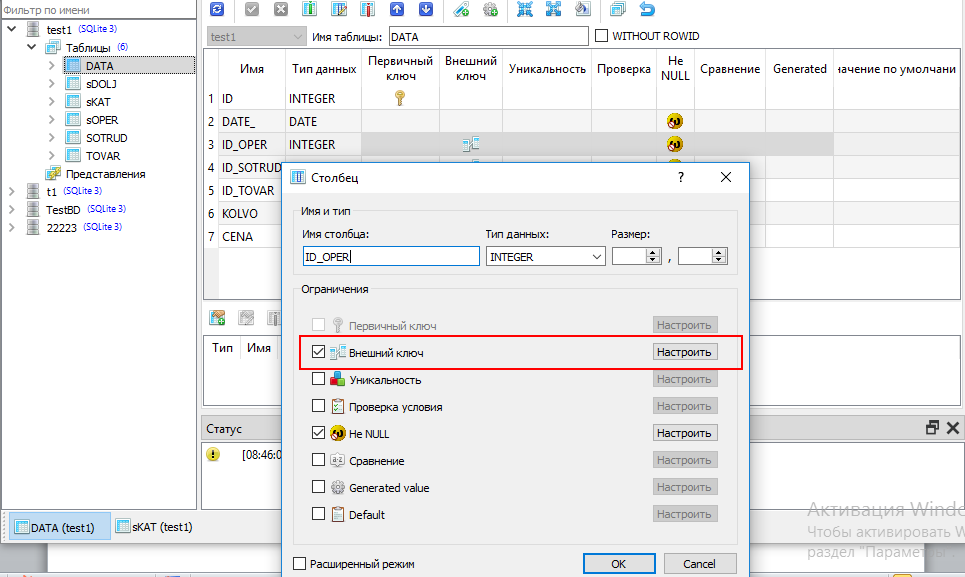 Фильтр по имени
test1 (SQLite 3)
Таблицы (6)
DATA
sDOLJ
sKAT
sOPER
SOTRUD
TOVAR
Представления
t1 (SQLite 3)
TestBD (SQLite 3)
22223 (SQLite 3)
test1 Имя таблицы: DATA WITHOUT ROWID
Имя Тип данных Первичный ключ Внешний ключ Уникальность Проверка Не NULL Сравнение Generated начение по умолчани
1 ID INTEGER
2 DATE_ DATE
3 ID_OPER INTEGER
4 ID_SOTRUD
5 ID_TOVAR
6 KOLVO
7 CENA
Тип Имя
Статус
[08:46:0
Столбец ?
Имя и тип
Имя столбца: Тип данных: Размер:
ID_OPER INTEGER ,
Ограничения
Первичный ключ Настроить
Внешний ключ Настроить
Уникальность Настроить
Проверка условия Настроить
Не NULL Настроить
a-z Сравнение Настроить
Generated value Настроить
Default Настроить
Расширенный режим OK Cancel
DATA (test1) sKAT (test1)
Активация Windo
Чтобы активировать W
раздел "Параметры".